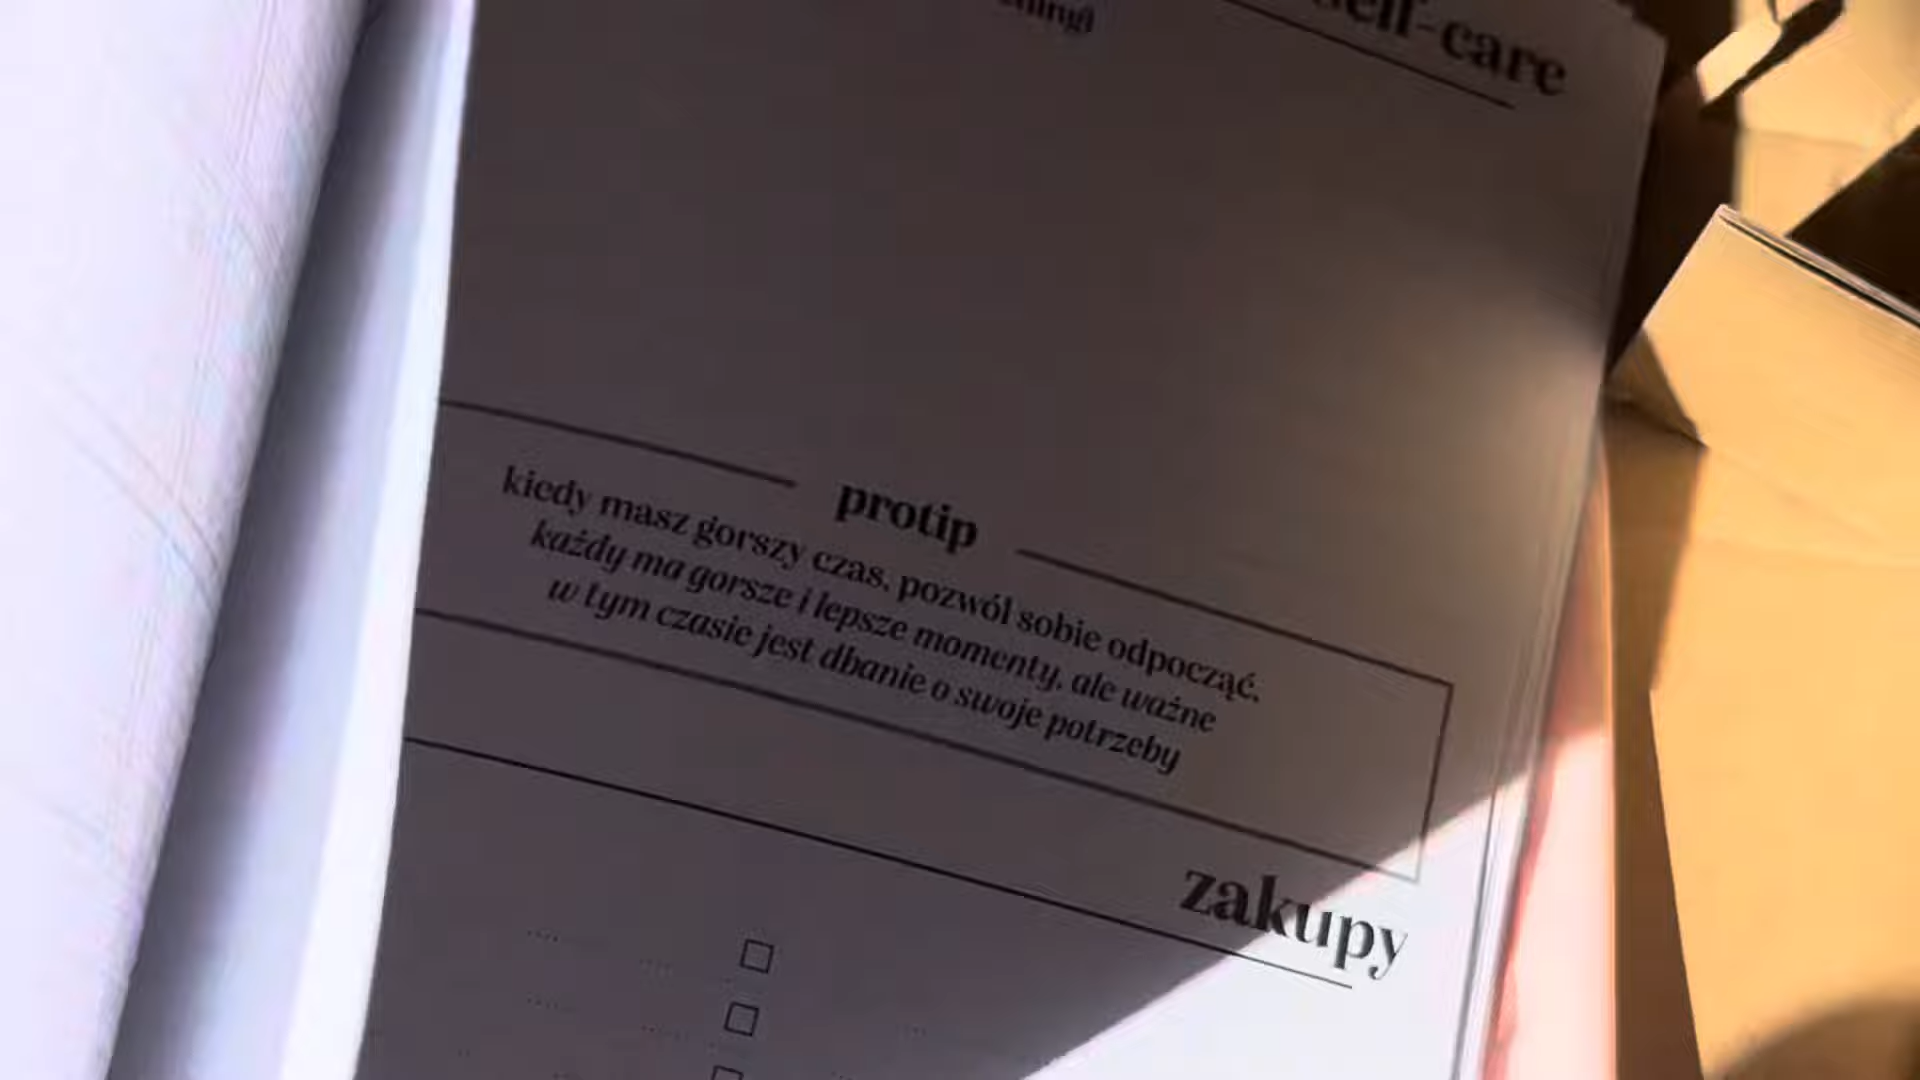 self-care
protip
kiedy masz gorszy czas, pozwól sobie odpocząć.
każdy ma gorsze i lepsze momenty, ale ważne
w tym czasie jest dbanie o swoje potrzeby
zakupy